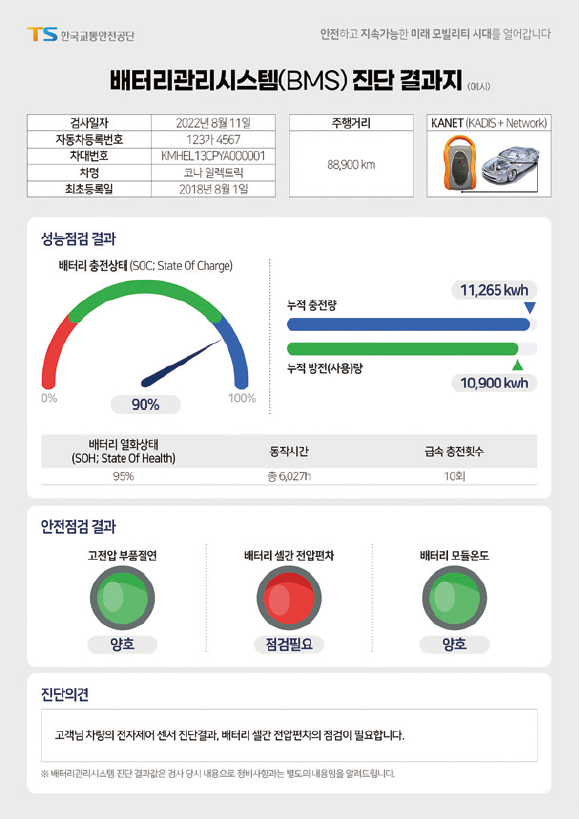 TS 한국교통안전공단
안전하고 지속가능한 미래 모빌리티 시대를 열어갑니다
배터리관리시스템(BMS) 진단 결과지 (예시)
검사일자 2022년 8월 11일
자동차등록번호 123가 4567
차대번호 KMHEL13CPYA000001
차명 코나 일렉트릭
최초등록일 2018년 8월 1일
주행거리
88,900 km
KANET (KADIS + Network)
성능점검 결과
배터리 충전상태 (SOC; State Of Charge)
0%
100%
90%
11,265 kwh
누적 충전량
누적 방전(사용)량
10,900 kwh
배터리 열화상태
(SOH; State Of Health)
동작시간
급속 충전횟수
95%
총 6,027h
10회
안전점검 결과
고전압 부품절연
배터리 셀간 전압편차
배터리 모듈온도
양호
점검필요
양호
진단의견
고객님 차량의 전자제어 센서 진단결과, 배터리 셀간 전압편차의 점검이 필요합니다.
※ 배터리관리시스템 진단 결과값은 검사 당시 내용으로 정비사항과는 별도의 내용임을 알려드립니다.